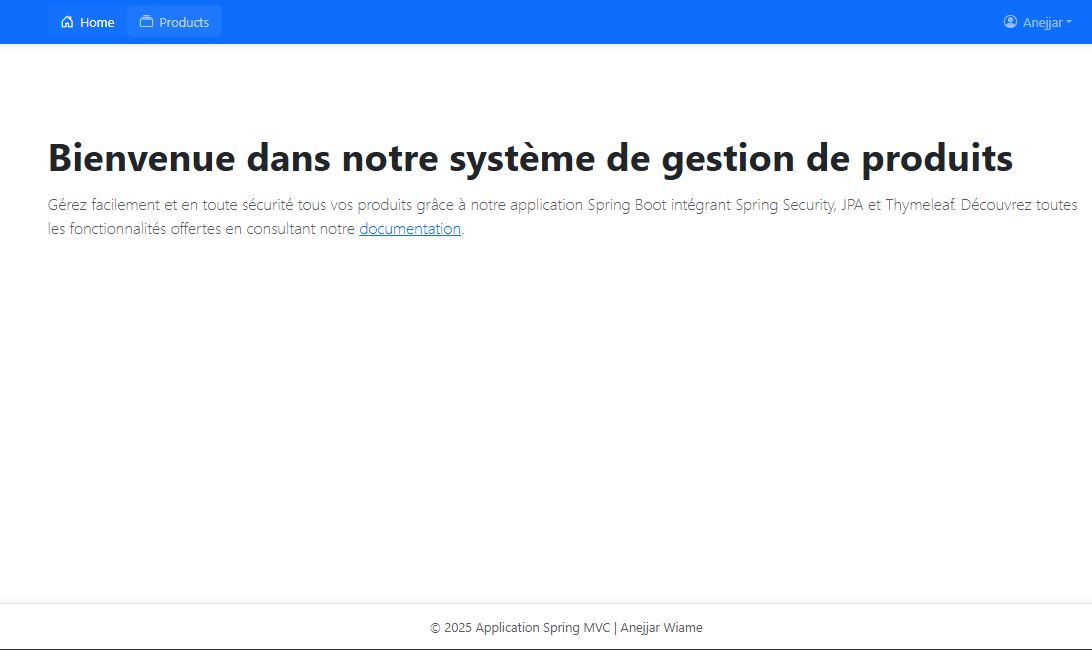 Home Products Anejjar
Bienvenue dans notre système de gestion de produits
Gérez facilement et en toute sécurité tous vos produits grâce à notre application Spring Boot intégrant Spring Security, JPA et Thymeleaf. Découvrez toutes
les fonctionnalités offertes en consultant notre documentation.
© 2025 Application Spring MVC | Anejjar Wiame